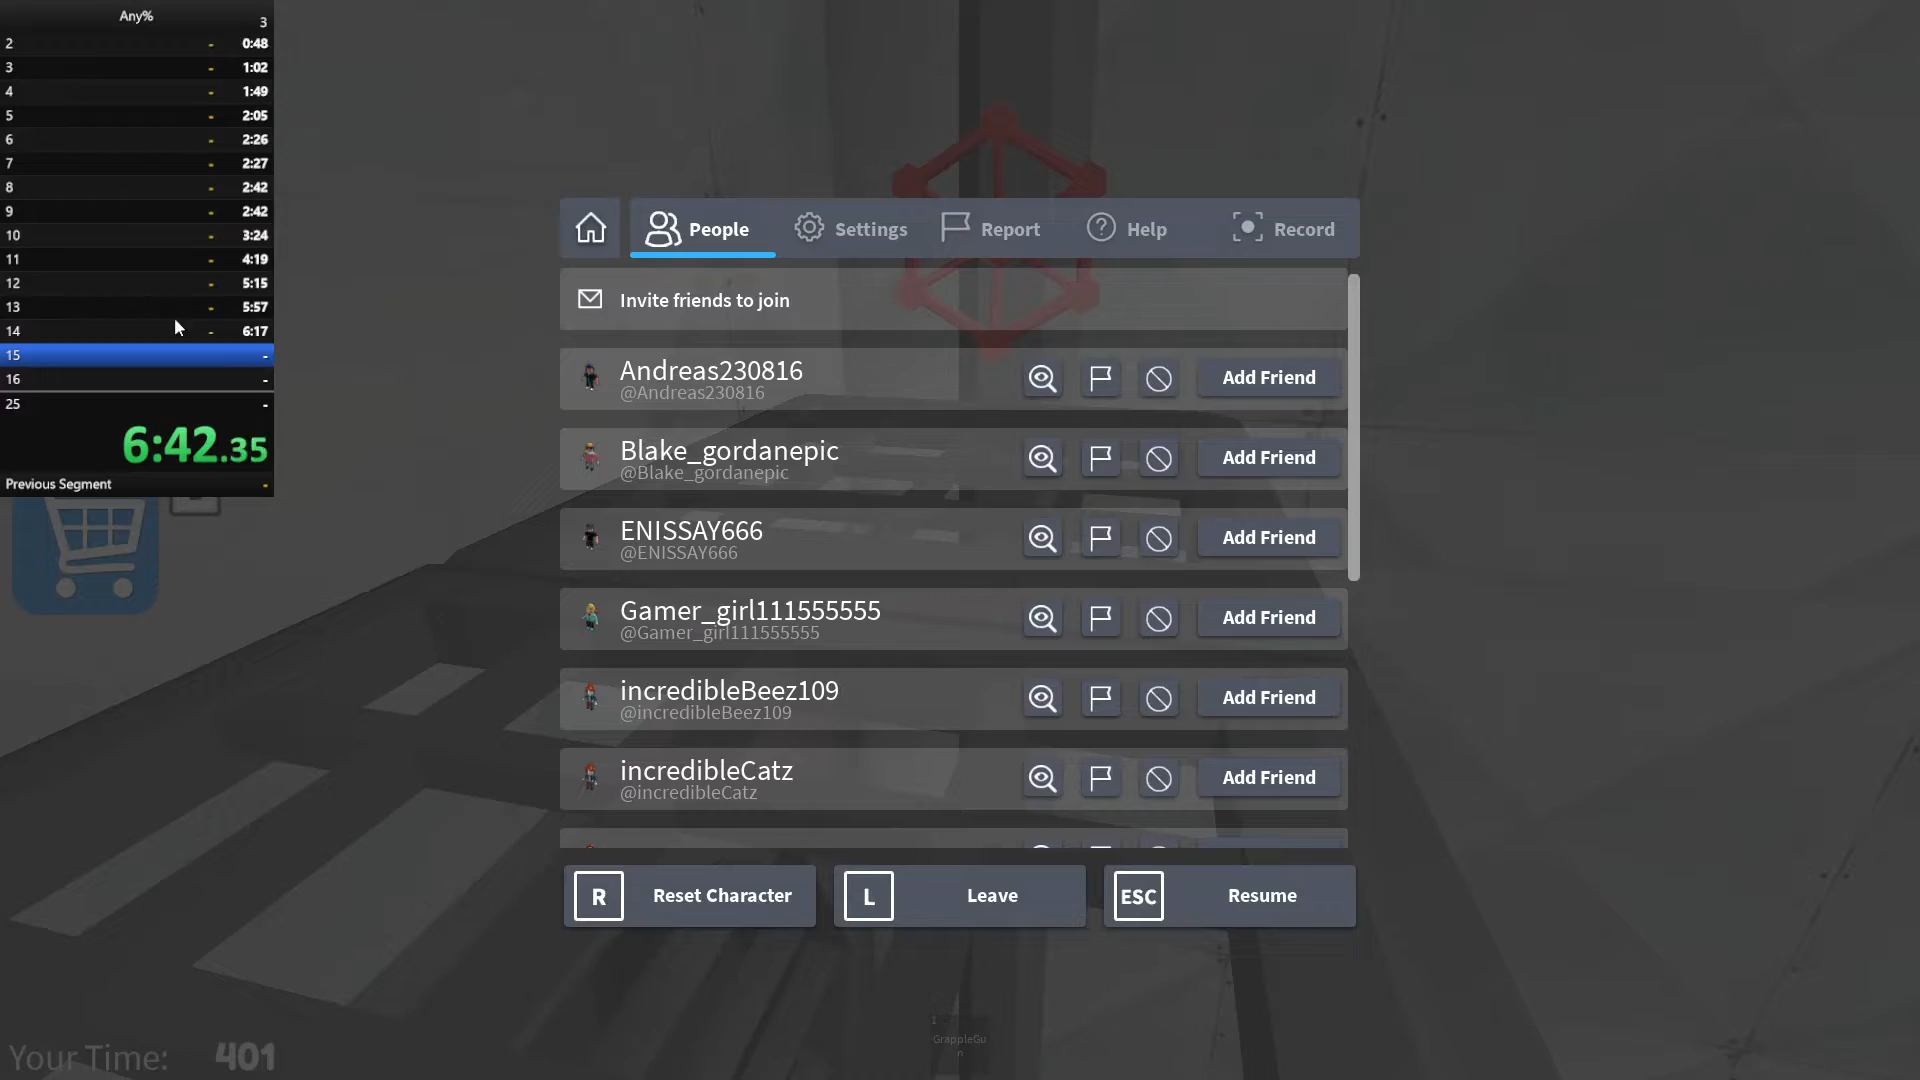 Any%
3
2 - 0:48
3 - 1:02
4 - 1:49
5 - 2:05
6 - 2:26
7 - 2:27
8 - 2:42
9 - 2:42
10 - 3:24
11 - 4:19
12 - 5:15
13 - 5:57
14 - 6:17
15 -
16 -
25 -
6:42.35
Previous Segment -
People Settings Report Help Record
Invite friends to join
Andreas230816
@Andreas230816
Add Friend
Blake_gordanepic
@Blake_gordanepic
Add Friend
ENISSAY666
@ENISSAY666
Add Friend
Gamer_girl111555555
@Gamer_girl111555555
Add Friend
incredibleBeez109
@incredibleBeez109
Add Friend
incredibleCatz
@incredibleCatz
Add Friend
R Reset Character L Leave ESC Resume
1
GrappleGu
n
Your Time: 401